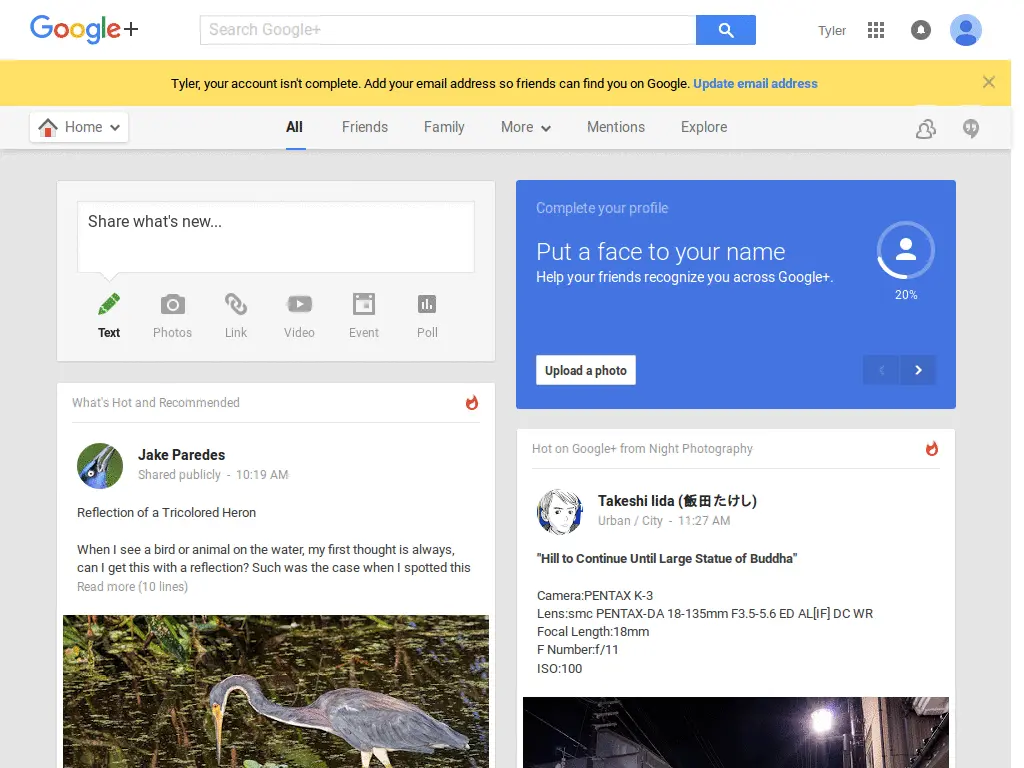 Google+
Search Google+
Tyler
Tyler, your account isn't complete. Add your email address so friends can find you on Google. Update email address
Home
All
Friends
Family
More
Mentions
Explore
Share what's new...
Text
Photos
Link
Video
Event
Poll
Complete your profile
Put a face to your name
Help your friends recognize you across Google+.
20%
Upload a photo
What's Hot and Recommended
Jake Paredes
Shared publicly - 10:19 AM
Reflection of a Tricolored Heron
When I see a bird or animal on the water, my first thought is always,
can I get this with a reflection? Such was the case when I spotted this
Read more (10 lines)
Hot on Google+ from Night Photography
Takeshi Iida (飯田たけし)
Urban / City - 11:27 AM
"Hill to Continue Until Large Statue of Buddha"
Camera:PENTAX K-3
Lens:smc PENTAX-DA 18-135mm F3.5-5.6 ED AL[IF] DC WR
Focal Length:18mm
F Number:f/11
ISO:100